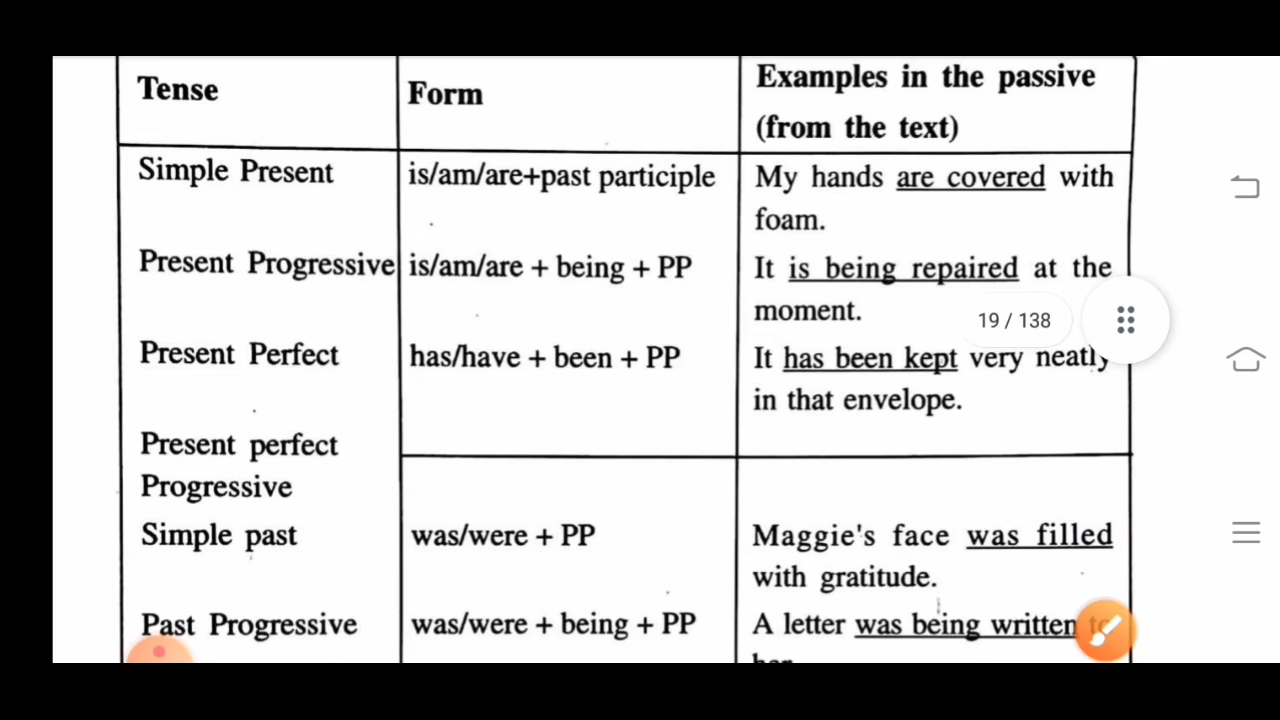 Tense Form Examples in the passive
(from the text)
Simple Present is/am/are+past participle My hands are covered with
foam.
Present Progressive is/am/are + being + PP It is being repaired at the
moment.
19 / 138
Present Perfect has/have + been + PP It has been kept very neatly
in that envelope.
Present perfect
Progressive
Simple past was/were + PP Maggie's face was filled
with gratitude.
Past Progressive was/were + being + PP A letter was being written